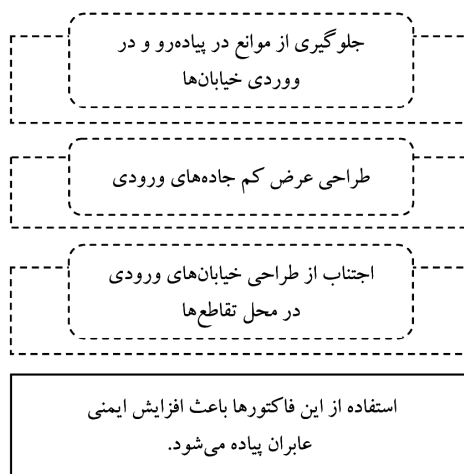 جلوگیری از موانع در پیاده‌رو و در
ووردی خیابان‌ها
طراحی عرض کم جاده‌های ورودی
اجتناب از طراحی خیابان‌های ورودی
در محل تقاطع‌ها
استفاده از این فاکتورها باعث افزایش ایمنی
عابران پیاده می‌شود.